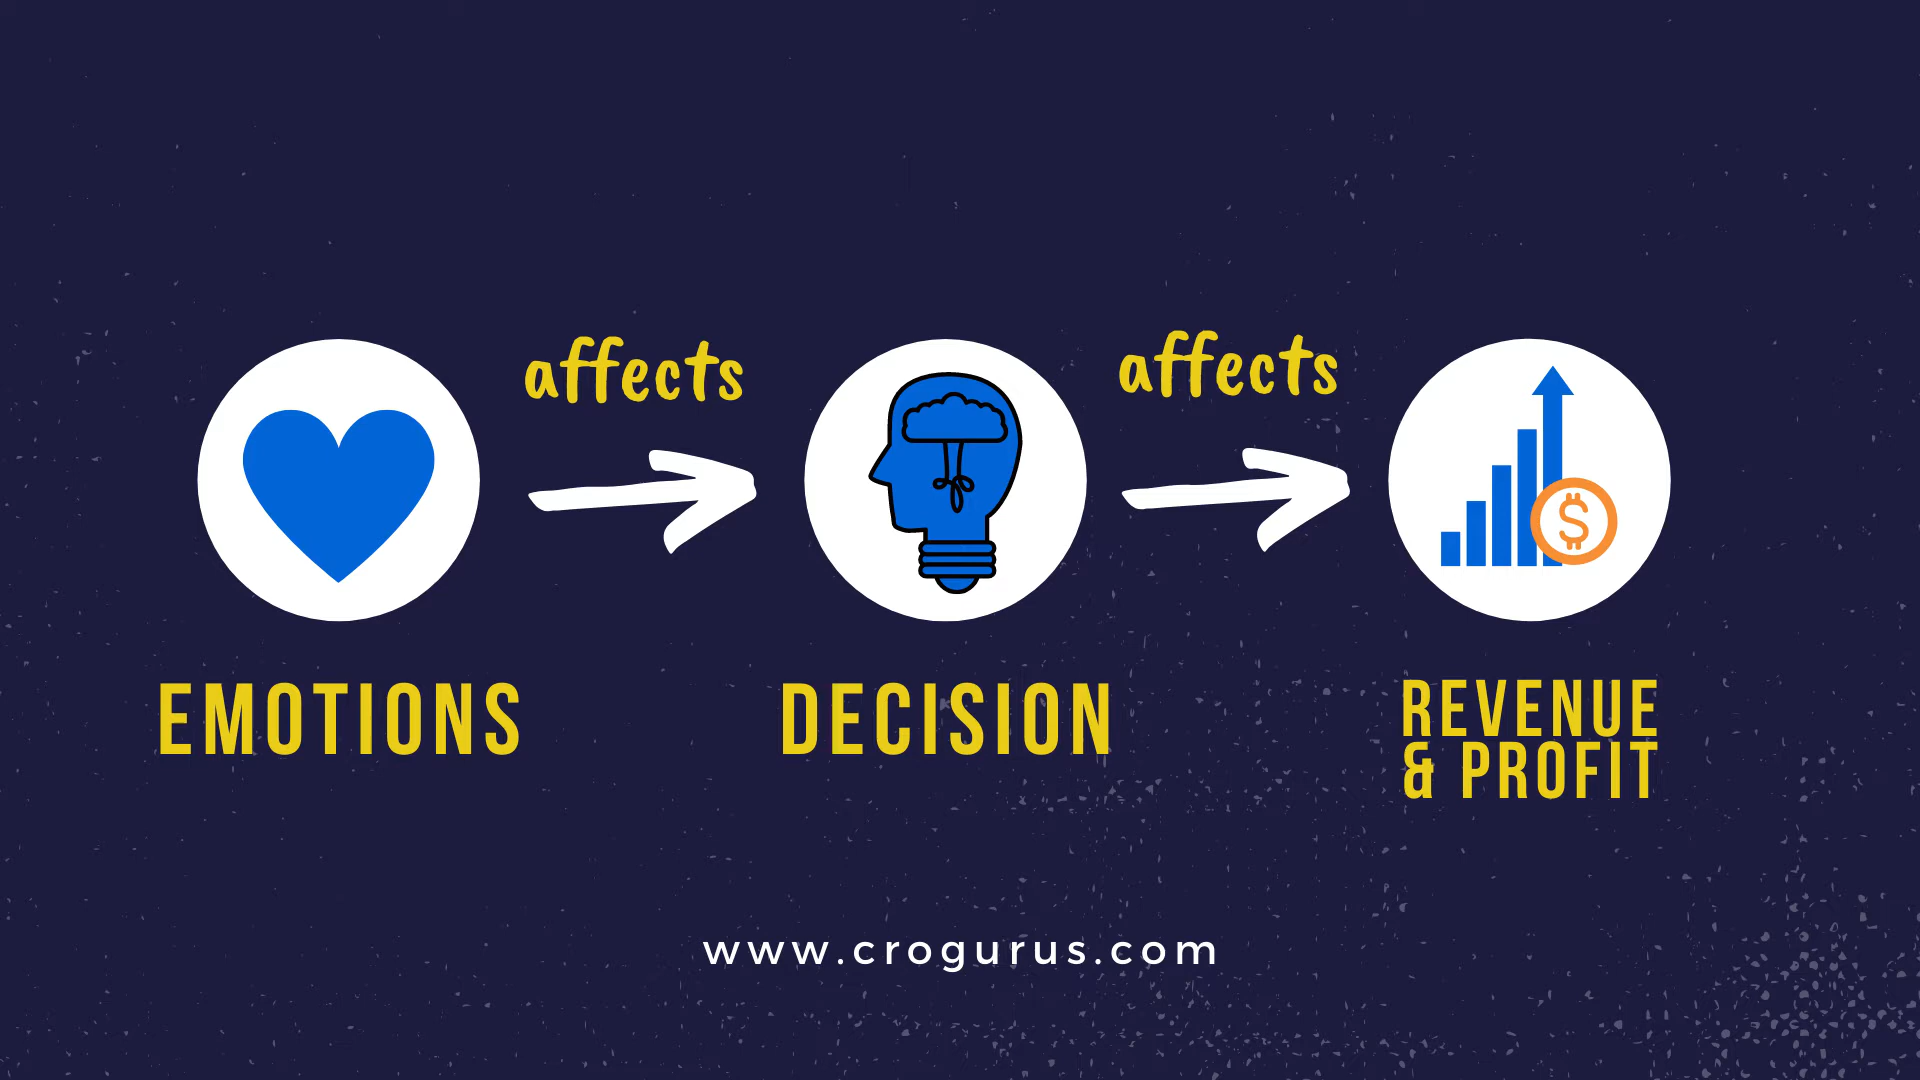 affects
affects
$
EMOTIONS
DECISION
REVENUE
& PROFIT
www.crogurus.com